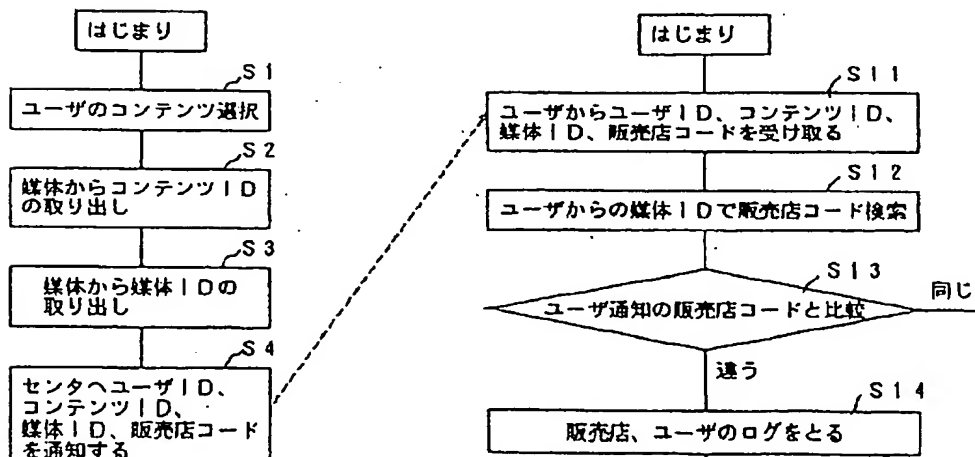 はじまり
S1
ユーザのコンテンツ選択
S2
媒体からコンテンツID
の取り出し
S3
媒体から媒体IDの
取り出し
S4
センタへユーザID、
コンテンツID、
媒体ID、販売店コード
を通知する
はじまり
S11
ユーザからユーザID、コンテンツID、
媒体ID、販売店コードを受け取る
S12
ユーザからの媒体IDで販売店コード検索
S13
ユーザ通知の販売店コードと比較
同じ
違う
S14
販売店、ユーザのログをとる